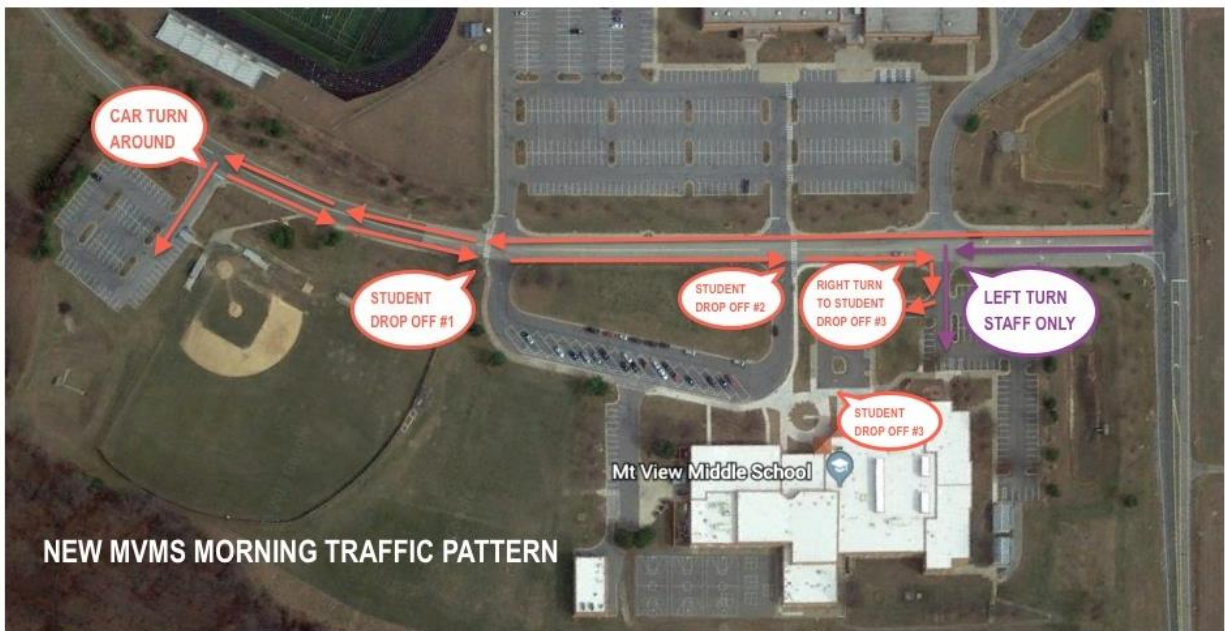 CAR TURN
AROUND
STUDENT
DROP OFF #1
STUDENT
DROP OFF #2
RIGHT TURN
TO STUDENT
DROP OFF #3
LEFT TURN
STAFF ONLY
STUDENT
DROP OFF #3
Mt View Middle School
NEW MVMS MORNING TRAFFIC PATTERN